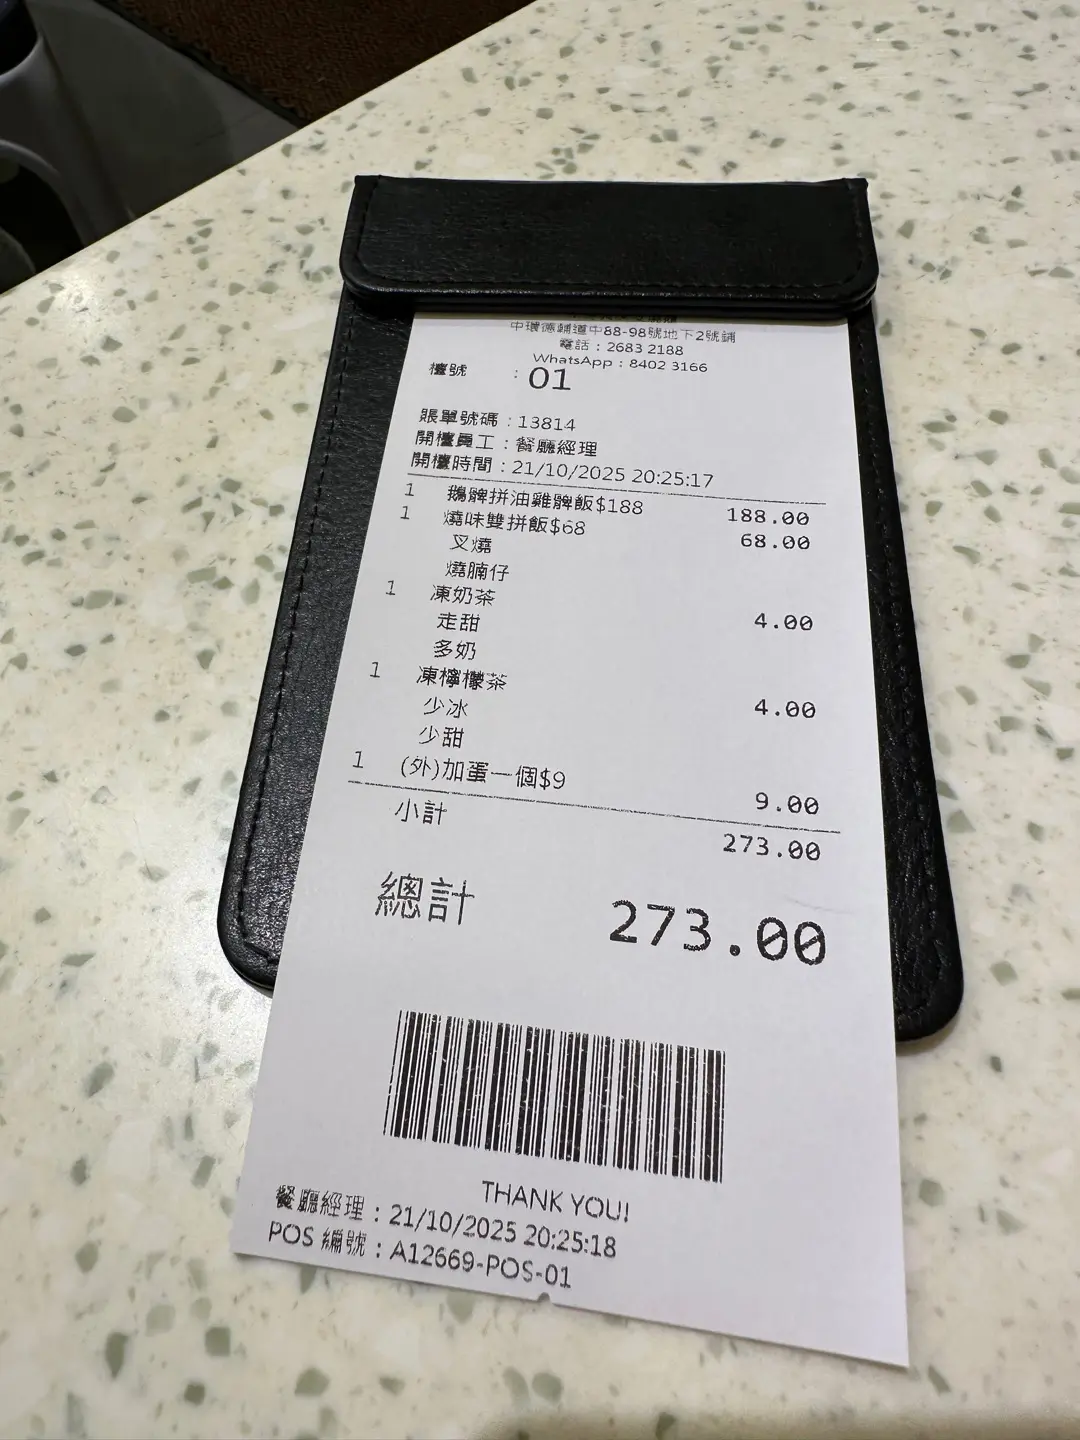 中環德輔道中88-98號地下2號鋪
電話：2683 2188
WhatsApp：8402 3166
檯號 : 01
賬單號碼：13814
開檯員工：餐廳經理
開檯時間：21/10/2025 20:25:17
1 鵝髀拼油雞髀飯$188 188.00
1 燒味雙拼飯$68 68.00
叉燒
燒腩仔
1 凍奶茶 4.00
走甜
多奶
1 凍檸檬茶 4.00
少冰
少甜
1 (外)加蛋一個$9 9.00
小計 273.00
總計 273.00
THANK YOU!
餐廳經理：21/10/2025 20:25:18
POS 編號：A12669-POS-01